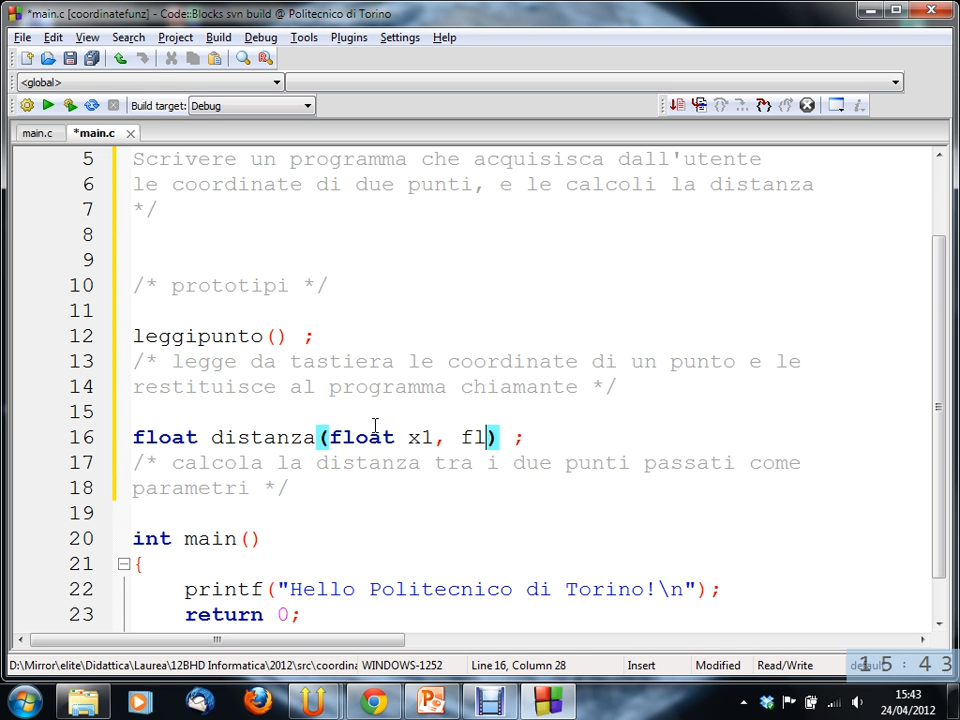 *main.c [coordinatefunz] - Code::Blocks svn build @ Politecnico di Torino
File Edit View Search Project Build Debug Tools Plugins Settings Help
<global>
Build target: Debug
main.c *main.c
5 Scrivere un programma che acquisisca dall'utente
6 le coordinate di due punti, e le calcoli la distanza
7 */
8
9
10 /* prototipi */
11
12 leggipunto() ;
13 /* legge da tastiera le coordinate di un punto e le
14 restituisce al programma chiamante */
15
16 float distanza(float x1, fl) ;
17 /* calcola la distanza tra i due punti passati come
18 parametri */
19
20 int main()
21 {
22 printf("Hello Politecnico di Torino!\n");
23 return 0;
D:\Mirror\elite\Didattica\Laurea\12BHD Informatica\2012\src\coordina WINDOWS-1252 Line 16, Column 28 Insert Modified Read/Write default
15:43
15:43
24/04/2012